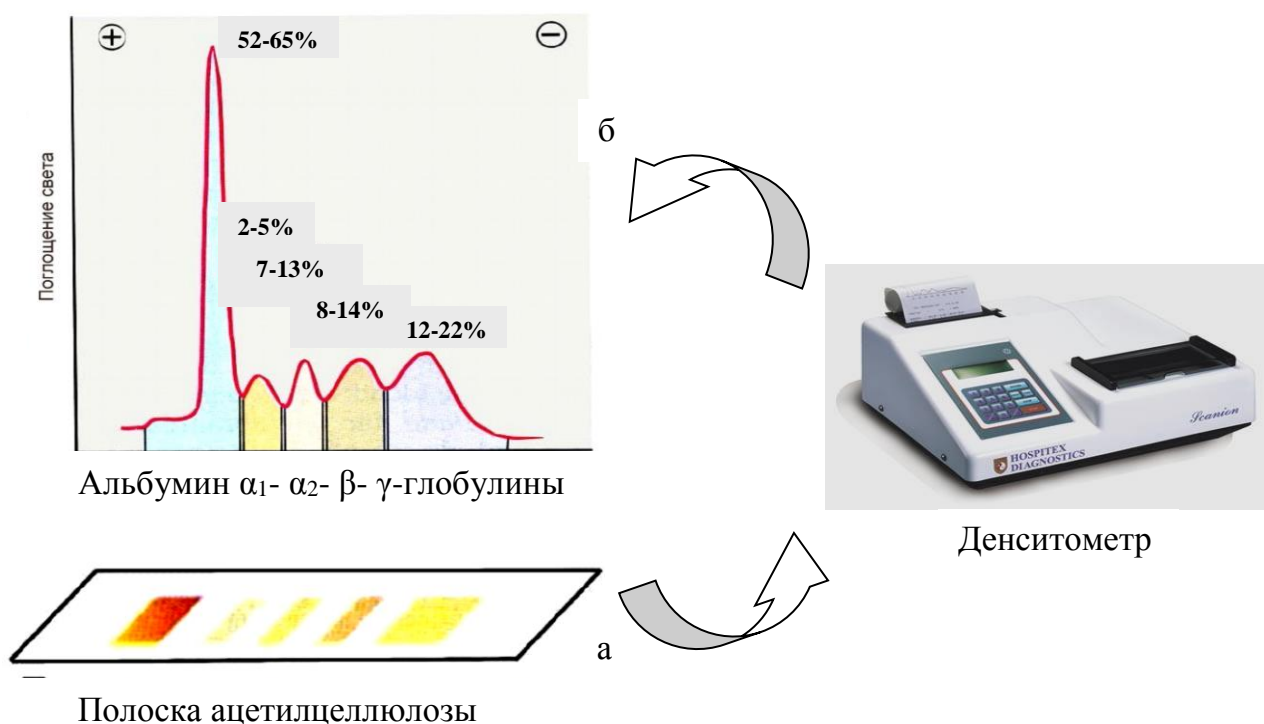 +
−
52-65%
б
Поглощение света
2-5%
7-13%
8-14%
12-22%
Scanion
HOSPITEX
DIAGNOSTICS
Альбумин α₁- α₂- β- γ-глобулины
Денситометр
а
Полоска ацетилцеллюлозы